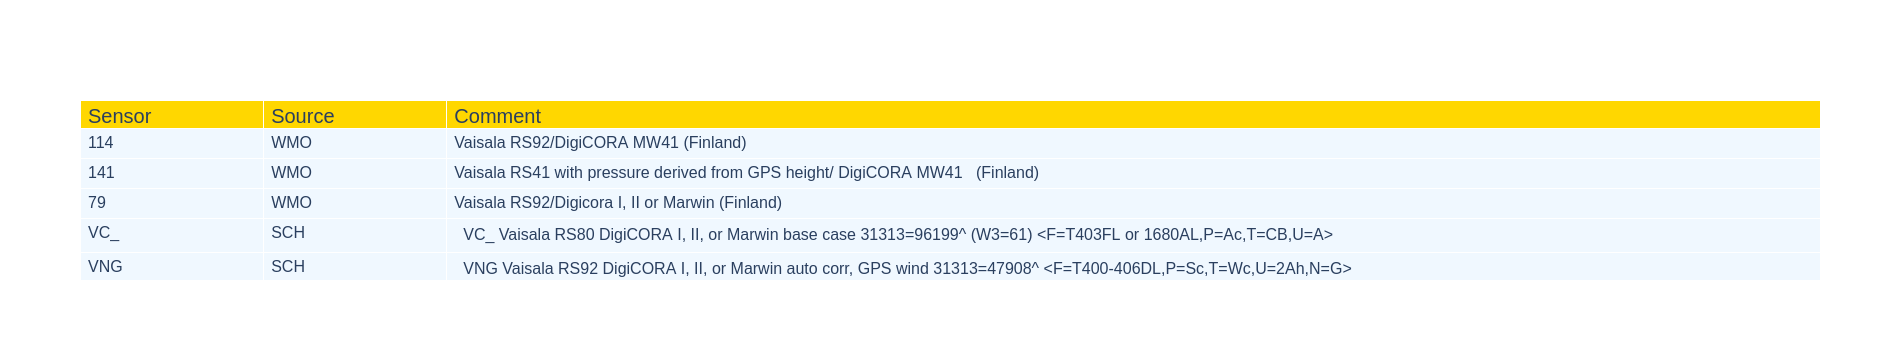 Sensor Source Comment
114 WMO Vaisala RS92/DigiCORA MW41 (Finland)
141 WMO Vaisala RS41 with pressure derived from GPS height/ DigiCORA MW41   (Finland)
79 WMO Vaisala RS92/Digicora I, II or Marwin (Finland)
VC_ SCH VC_ Vaisala RS80 DigiCORA I, II, or Marwin base case 31313=96199^ (W3=61) <F=T403FL or 1680AL,P=Ac,T=CB,U=A>
VNG SCH VNG Vaisala RS92 DigiCORA I, II, or Marwin auto corr, GPS wind 31313=47908^ <F=T400-406DL,P=Sc,T=Wc,U=2Ah,N=G>